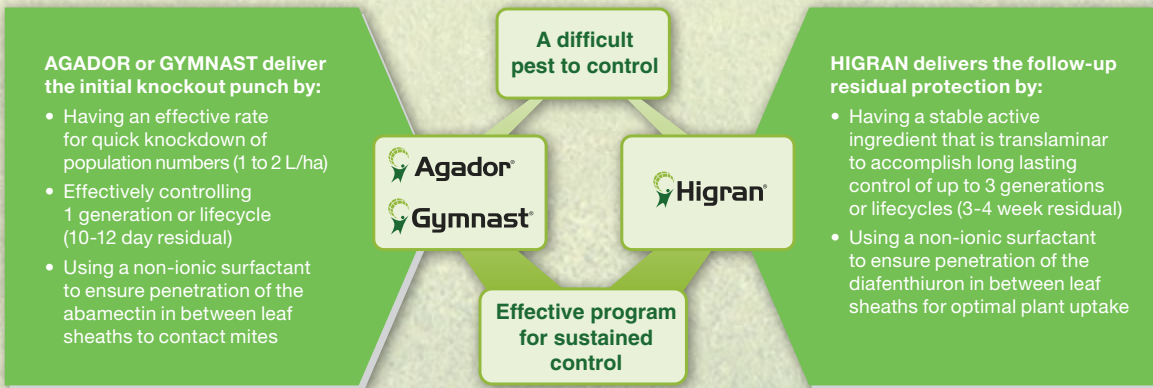 AGADOR or GYMNAST deliver
the initial knockout punch by:
• Having an effective rate
for quick knockdown of
population numbers (1 to 2 L/ha)
• Effectively controlling
1 generation or lifecycle
(10-12 day residual)
• Using a non-ionic surfactant
to ensure penetration of the
abamectin in between leaf
sheaths to contact mites
A difficult
pest to control
Agador®
Gymnast®
Higran®
Effective program
for sustained
control
HIGRAN delivers the follow-up
residual protection by:
• Having a stable active
ingredient that is translaminar
to accomplish long lasting
control of up to 3 generations
or lifecycles (3-4 week residual)
• Using a non-ionic surfactant
to ensure penetration of the
diafenthiuron in between leaf
sheaths for optimal plant uptake